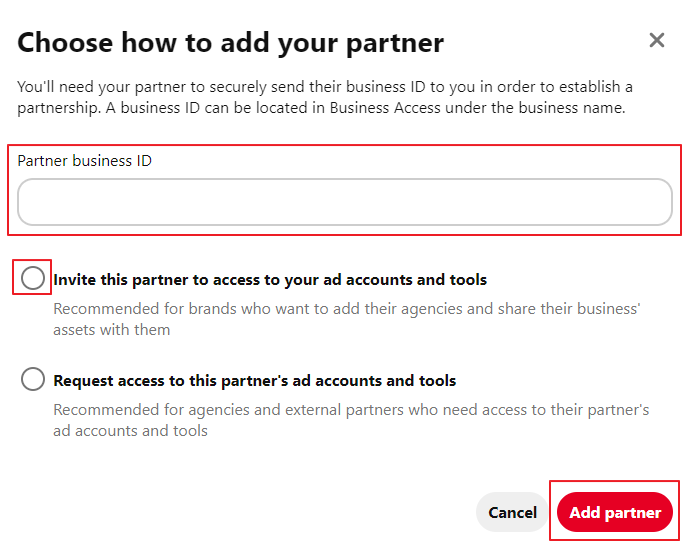 Choose how to add your partner
You'll need your partner to securely send their business ID to you in order to establish a
partnership. A business ID can be located in Business Access under the business name.
Partner business ID
Invite this partner to access to your ad accounts and tools
Recommended for brands who want to add their agencies and share their business'
assets with them
Request access to this partner's ad accounts and tools
Recommended for agencies and external partners who need access to their partner's
ad accounts and tools
Cancel Add partner